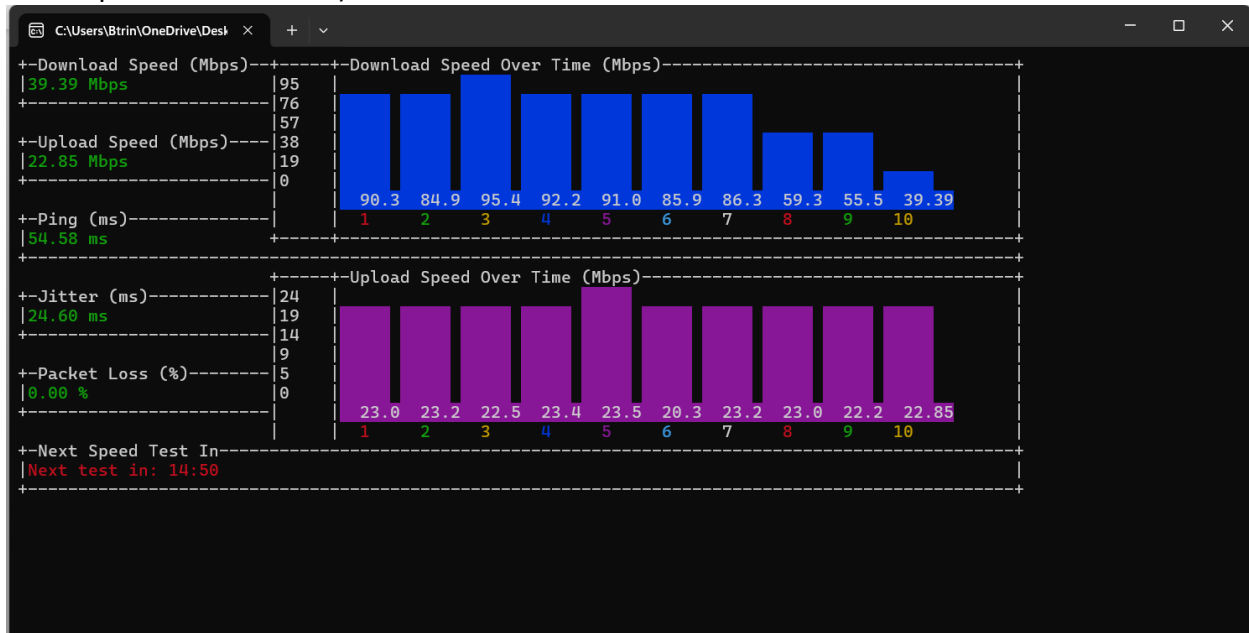 C:\Users\Btrin\OneDrive\Desk
Download Speed (Mbps)
39.39 Mbps
Upload Speed (Mbps)
22.85 Mbps
Ping (ms)
54.58 ms
Jitter (ms)
24.60 ms
Packet Loss (%)
0.00 %
Download Speed Over Time (Mbps)
95
76
57
38
19
0
90.3 84.9 95.4 92.2 91.0 85.9 86.3 59.3 55.5 39.39
1 2 3 4 5 6 7 8 9 10
Upload Speed Over Time (Mbps)
24
19
14
9
5
0
23.0 23.2 22.5 23.4 23.5 20.3 23.2 23.0 22.2 22.85
1 2 3 4 5 6 7 8 9 10
Next Speed Test In
Next test in: 14:50